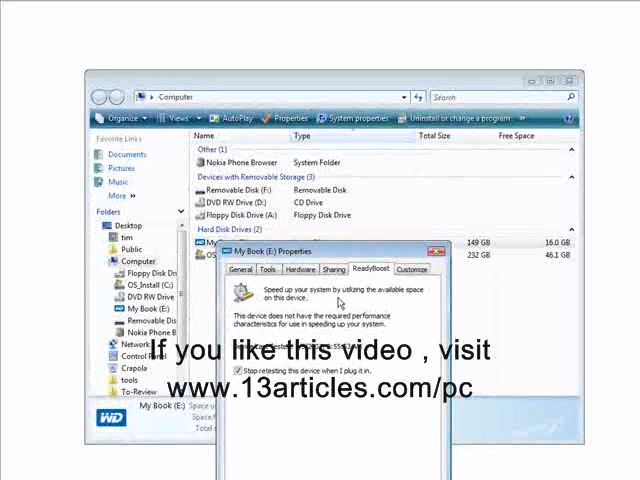 Computer
Search
Organize Views AutoPlay Properties System properties Uninstall or change a program »
Favorite Links
Documents
Pictures
Music
More »
Folders
Desktop
tim
Public
Computer
Floppy Disk Dri
OS_Install (C:)
DVD RW Drive
My Book (E:)
Removable Disk
Nokia Phone B
Network
Control Panel
Crapola
tools
To-Review
Name Type Total Size Free Space
Other (1)
Nokia Phone Browser System Folder
Devices with Removable Storage (3)
Removable Disk (F:) Removable Disk
DVD RW Drive (D:) CD Drive
Floppy Disk Drive (A:) Floppy Disk Drive
Hard Disk Drives (2)
149 GB 16.0 GB
OS 232 GB 46.1 GB
My Book (E:) Properties
General Tools Hardware Sharing ReadyBoost Customize
Speed up your system by utilizing the available space
on this device.
This device does not have the required performance
characteristics for use in speeding up your system.
If you like this video , visit
Stop retesting this device when I plug it in.
www.13articles.com/pc
WD
My Book (E:) Space
Space f
Total s